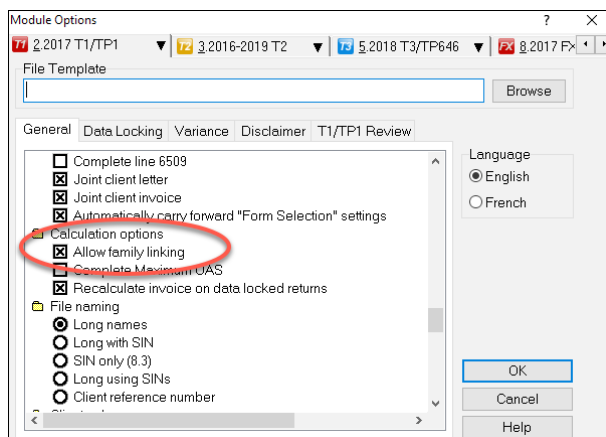 Module Options ? X
T1 2.2017 T1/TP1 T2 3.2016-2019 T2 T3 5.2018 T3/TP646 FX 8.2017 FX
File Template
Browse
General Data Locking Variance Disclaimer T1/TP1 Review
Language
English
French
Complete line 6509
Joint client letter
Joint client invoice
Automatically carry forward "Form Selection" settings
Calculation options
Allow family linking
Complete Maximum OAS
Recalculate invoice on data locked returns
File naming
Long names
Long with SIN
SIN only (8.3)
Long using SINs
Client reference number
OK
Cancel
Help